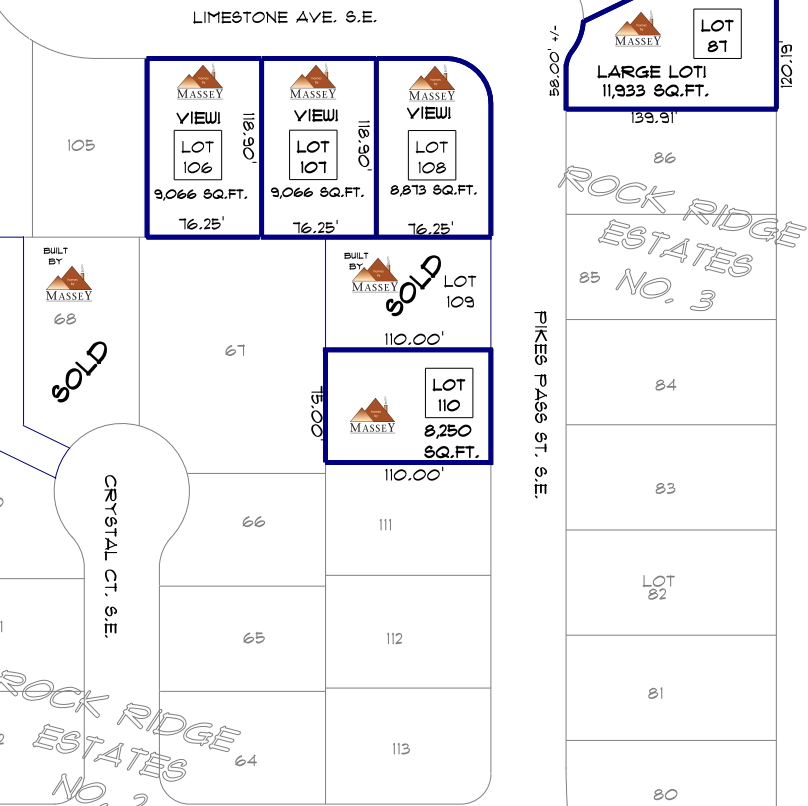 LIMESTONE AVE. S.E.
58.00' +/-
MASSEY
LOT
87
LARGE LOT!
11,933 SQ.FT.
120.19'
139.91'
105
MASSEY
VIEW!
LOT
106
9,066 SQ.FT.
76.25'
118.90'
MASSEY
VIEW!
LOT
107
9,066 SQ.FT.
76.25'
118.90'
MASSEY
VIEW!
LOT
108
8,873 SQ.FT.
76.25'
86
ROCK RIDGE
ESTATES
NO. 3
85
BUILT
BY
MASSEY
68
SOLD
67
BUILT
BY
MASSEY
SOLD
LOT
109
110.00'
75.00'
MASSEY
LOT
110
8,250
SQ.FT.
110.00'
PIKES PASS ST. S.E.
84
83
LOT
82
81
80
CRYSTAL CT. S.E.
66
111
65
112
64
113
ROCK RIDGE
ESTATES
NO. 2